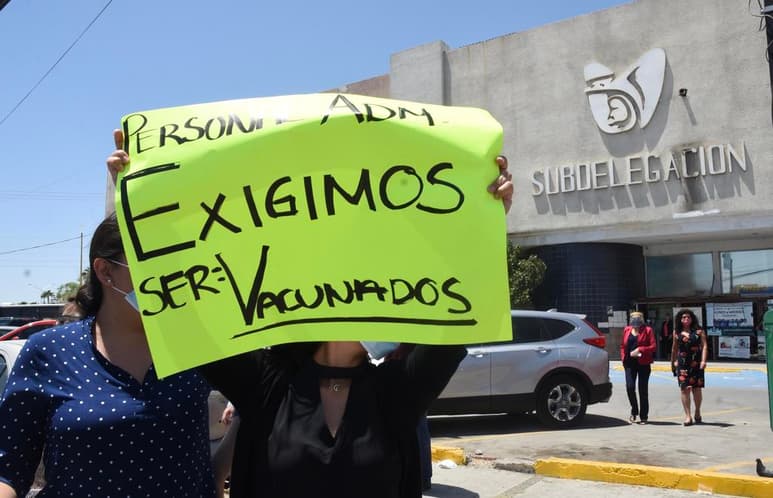 PERSONAL ADM.
EXIGIMOS
SER: VACUNADOS
SUBDELEGACION